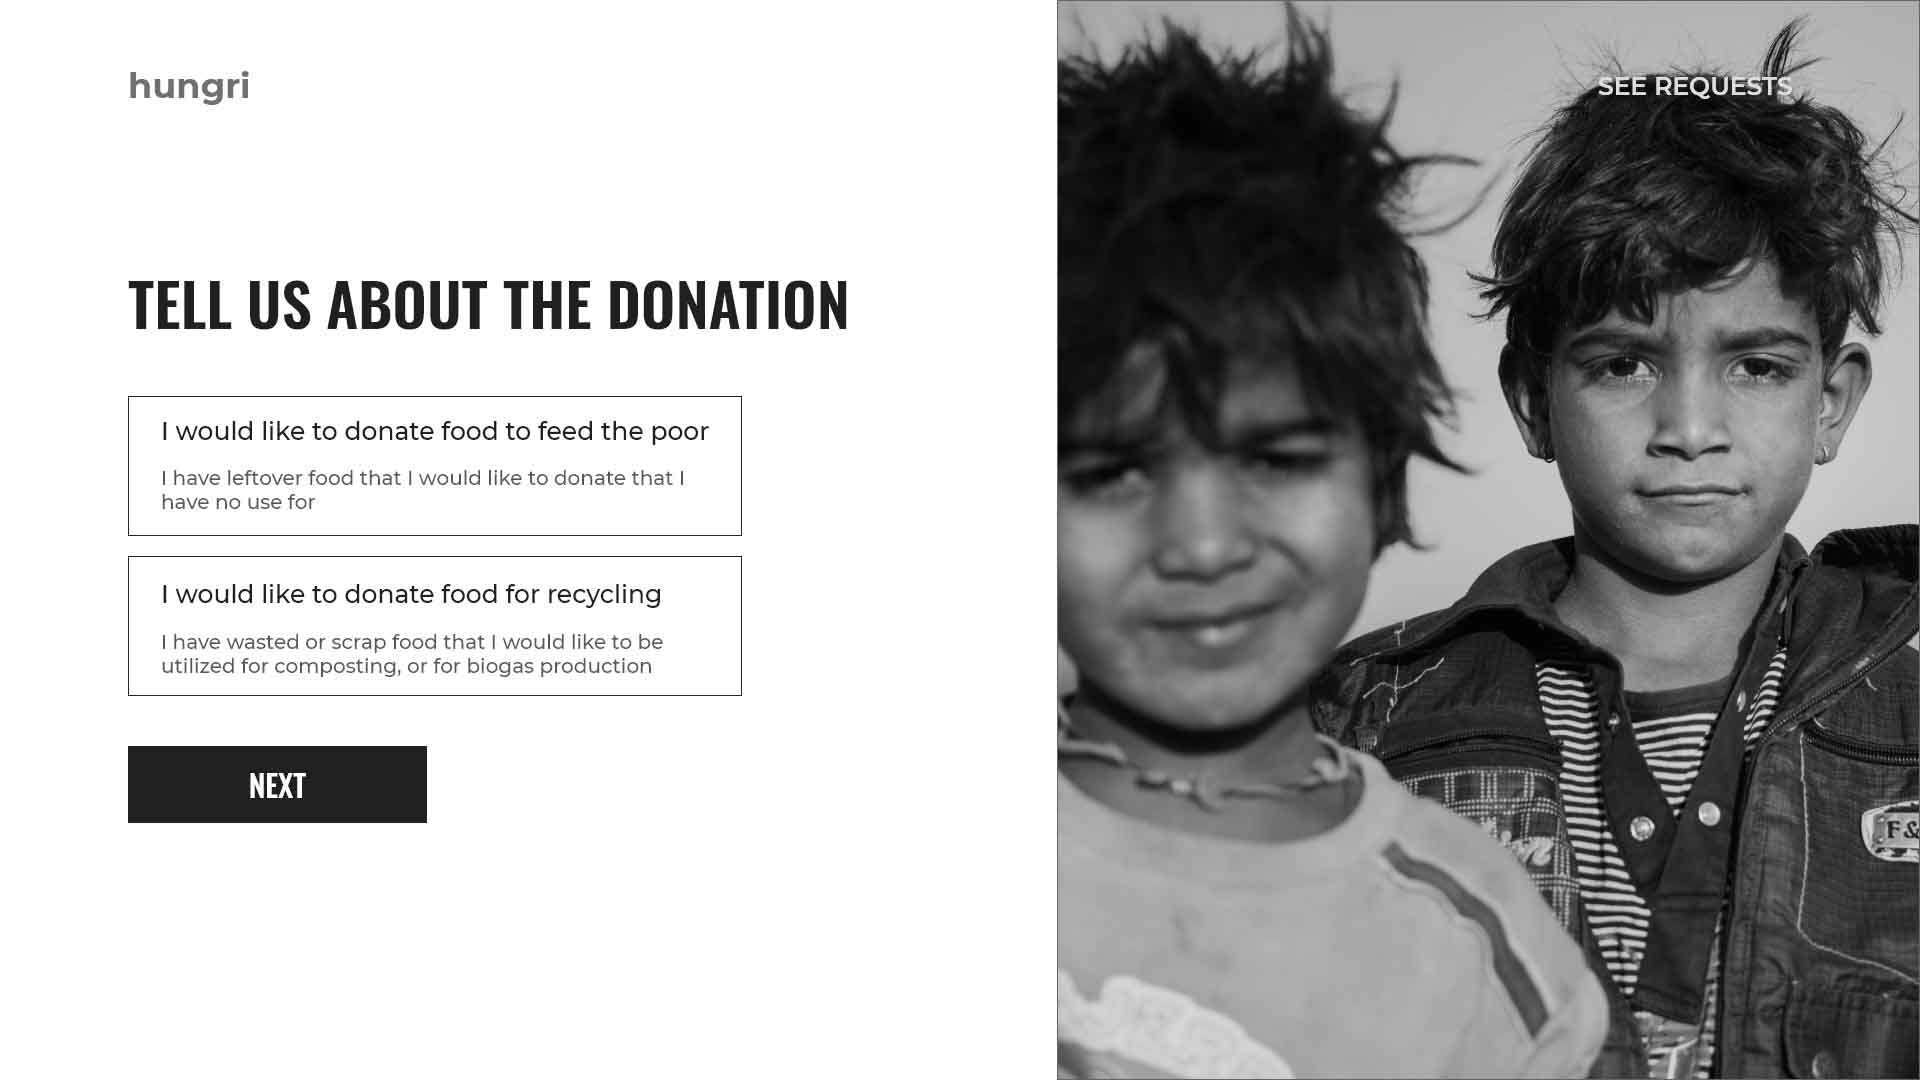 hungri
SEE REQUESTS
TELL US ABOUT THE DONATION
I would like to donate food to feed the poor
I have leftover food that I would like to donate that I
have no use for
I would like to donate food for recycling
I have wasted or scrap food that I would like to be
utilized for composting, or for biogas production
NEXT
F &